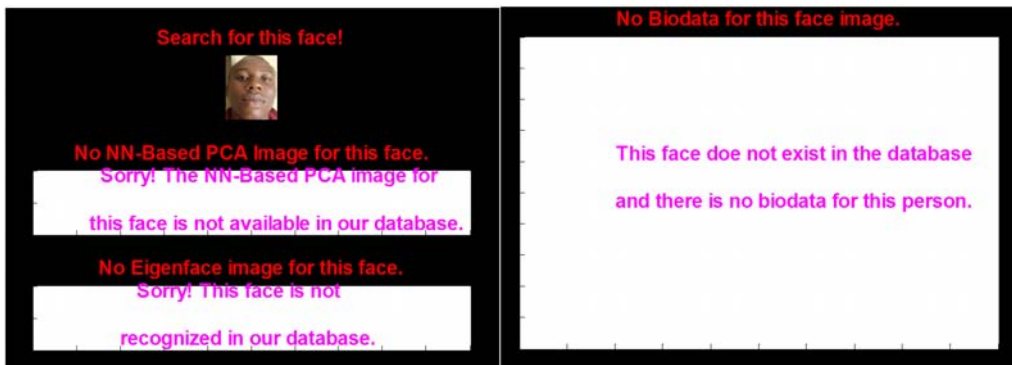 Search for this face!
No NN-Based PCA Image for this face.
Sorry! The NN-Based PCA image for
this face is not available in our database.
No Eigenface image for this face.
Sorry! This face is not
recognized in our database.
No Biodata for this face image.
This face doe not exist in the database
and there is no biodata for this person.